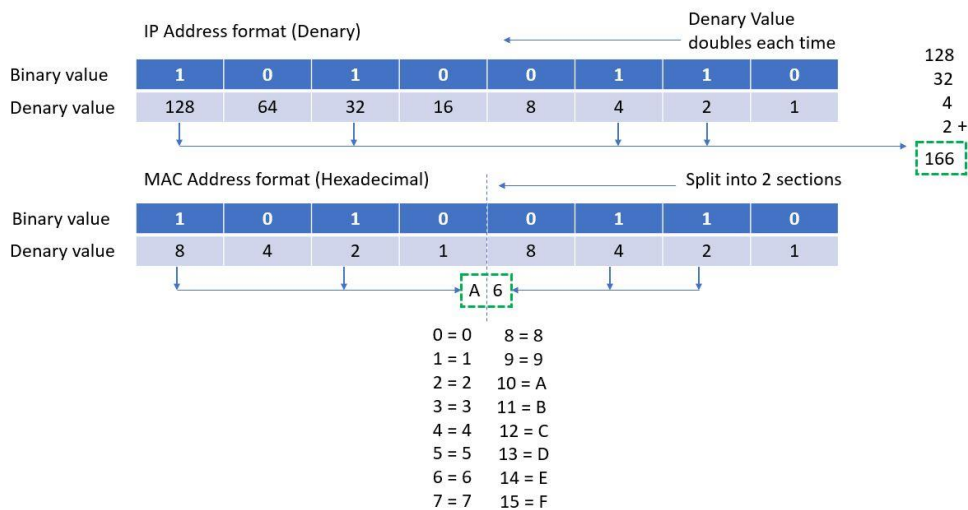 IP Address format (Denary)
Denary Value
doubles each time
Binary value 1 0 1 0 0 1 1 0
Denary value 128 64 32 16 8 4 2 1
128
32
4
2 +
166
MAC Address format (Hexadecimal)
Split into 2 sections
Binary value 1 0 1 0 0 1 1 0
Denary value 8 4 2 1 8 4 2 1
A 6
0 = 0 8 = 8
1 = 1 9 = 9
2 = 2 10 = A
3 = 3 11 = B
4 = 4 12 = C
5 = 5 13 = D
6 = 6 14 = E
7 = 7 15 = F